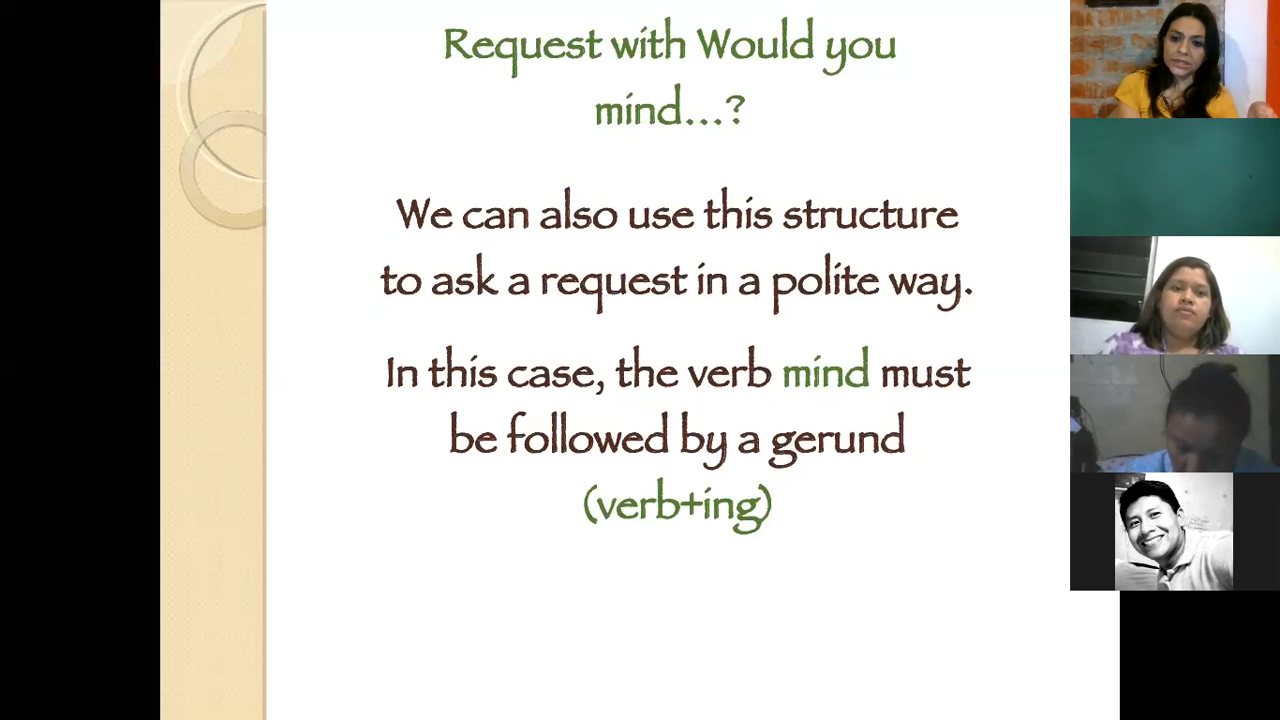 Request with Would you
mind...?
We can also use this structure
to ask a request in a polite way.
In this case, the verb mind must
be followed by a gerund
(verb+ing)